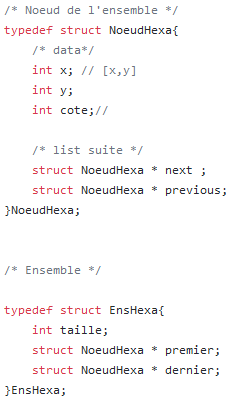 /* Noeud de l'ensemble */
typedef struct NoeudHexa{
    /* data*/
    int x; // [x,y]
    int y;
    int cote;//

    /* list suite */
    struct NoeudHexa * next ;
    struct NoeudHexa * previous;
}NoeudHexa;


/* Ensemble */

typedef struct EnsHexa{
    int taille;
    struct NoeudHexa * premier;
    struct NoeudHexa * dernier;
}EnsHexa;